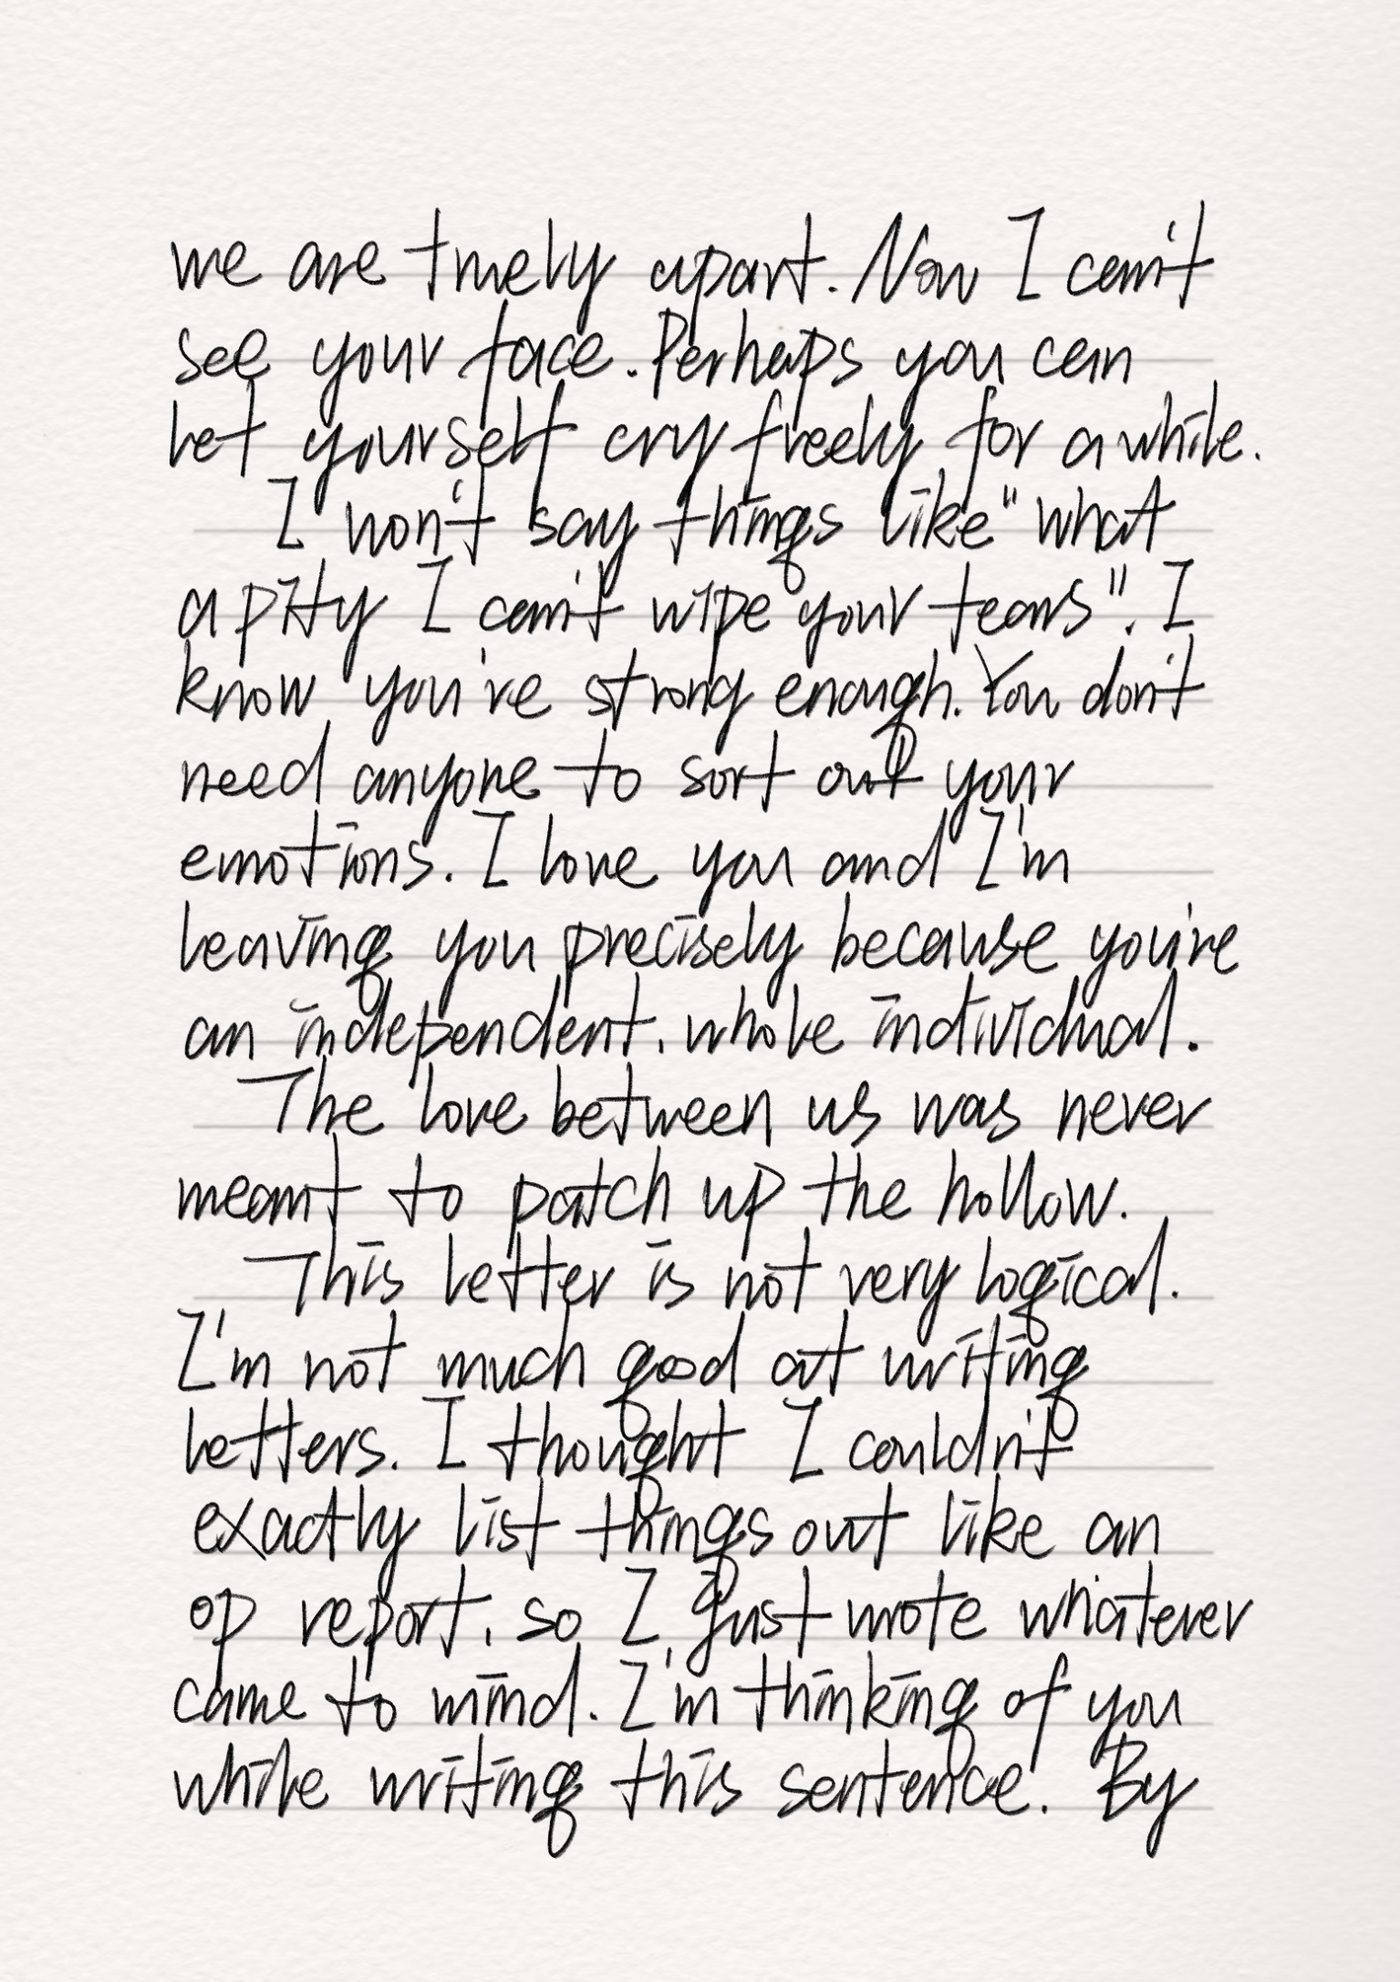 we are truely apart. Now I can't
see your face. Perhaps you can
let yourself cry freely for a while.
I won't say things like "what
a pity I can't wipe your tears". I
know you're strong enough. You don't
need anyone to sort out your
emotions. I love you and I'm
leaving you precisely because you're
an independent, whole individual.
The love between us was never
meant to patch up the hollow.
This letter is not very logical.
I'm not much good at writing
letters. I thought I couldn't
exactly list things out like an
op report, so I just wrote whatever
came to mind. I'm thinking of you
while writing this sentence. By